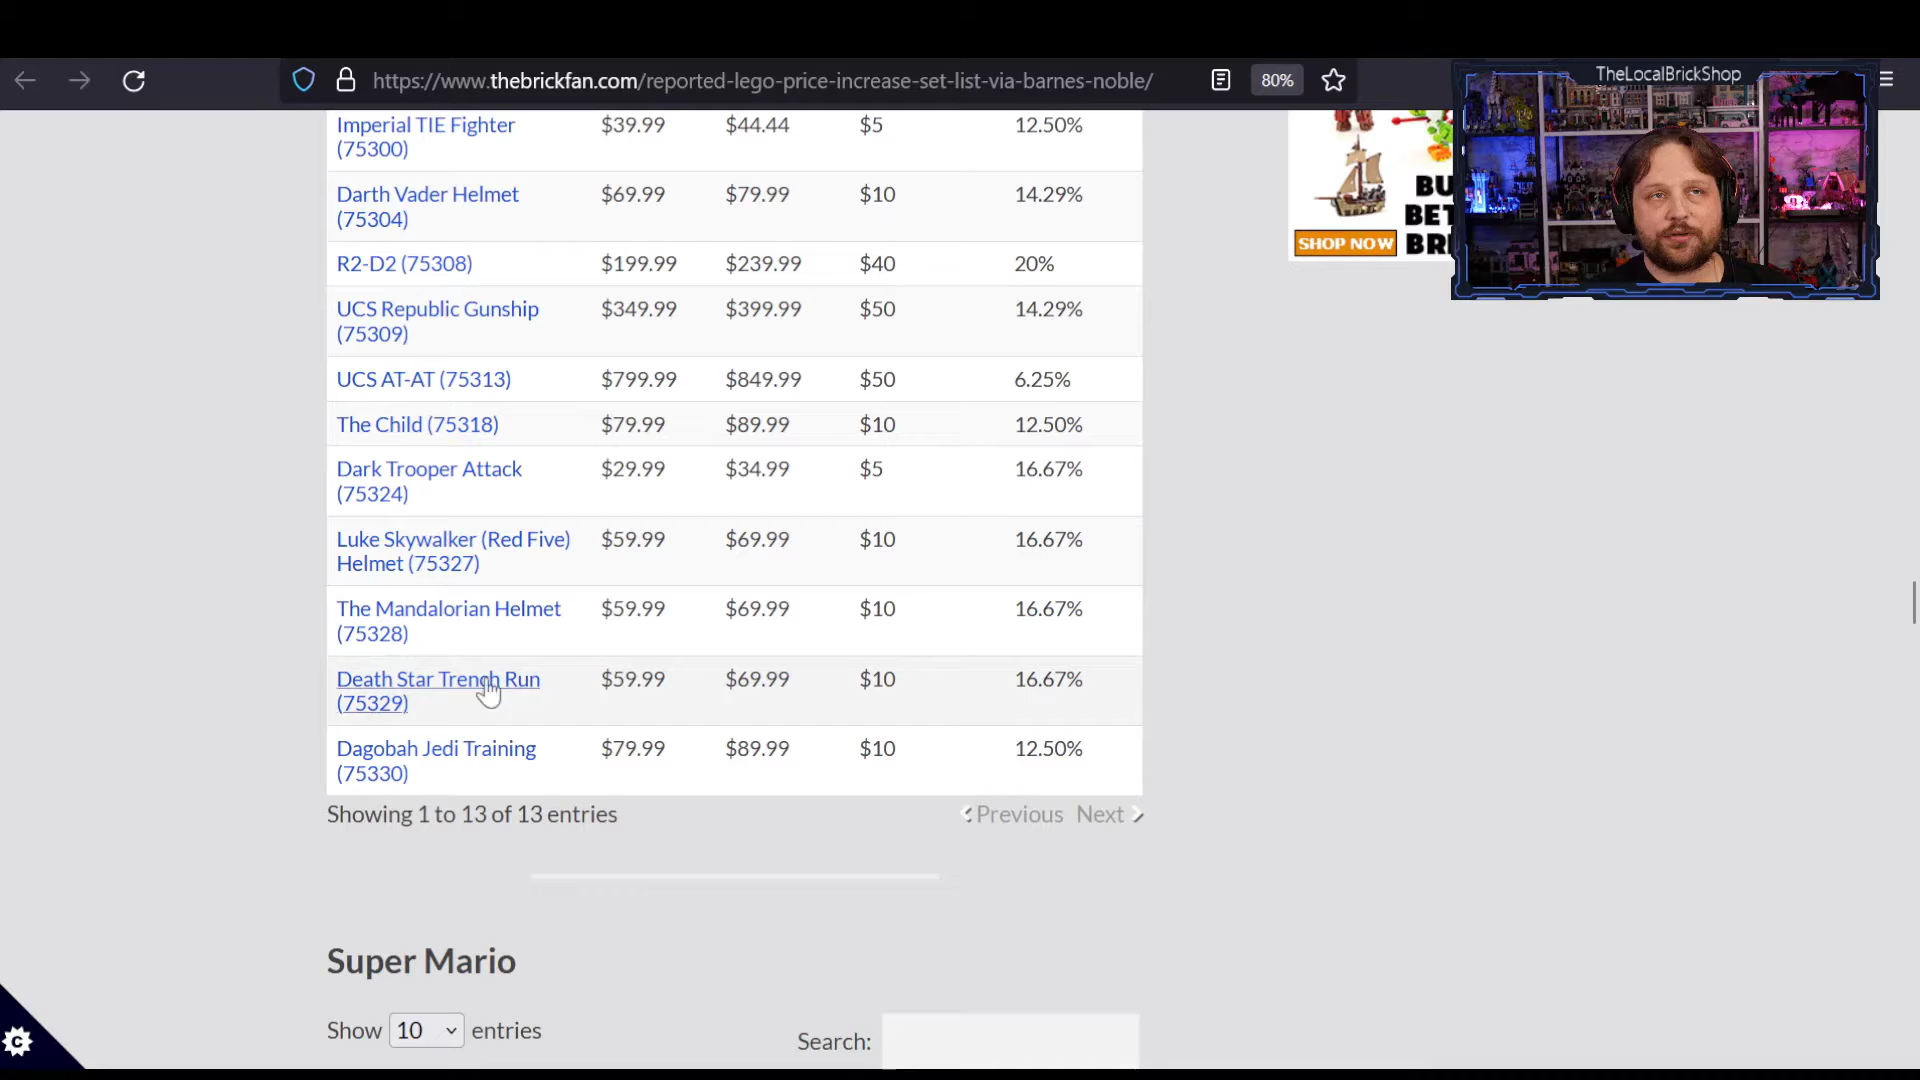 https://www.thebrickfan.com/reported-lego-price-increase-set-list-via-barnes-noble/ 80%
TheLocalBrickShop
Imperial TIE Fighter $39.99 $44.44 $5 12.50%
(75300)
Darth Vader Helmet $69.99 $79.99 $10 14.29%
(75304)
SHOP NOW
R2-D2 (75308) $199.99 $239.99 $40 20%
UCS Republic Gunship $349.99 $399.99 $50 14.29%
(75309)
UCS AT-AT (75313) $799.99 $849.99 $50 6.25%
The Child (75318) $79.99 $89.99 $10 12.50%
Dark Trooper Attack $29.99 $34.99 $5 16.67%
(75324)
Luke Skywalker (Red Five) $59.99 $69.99 $10 16.67%
Helmet (75327)
The Mandalorian Helmet $59.99 $69.99 $10 16.67%
(75328)
Death Star Trench Run $59.99 $69.99 $10 16.67%
(75329)
Dagobah Jedi Training $79.99 $89.99 $10 12.50%
(75330)
Showing 1 to 13 of 13 entries Previous Next
Super Mario
Show 10 entries Search: